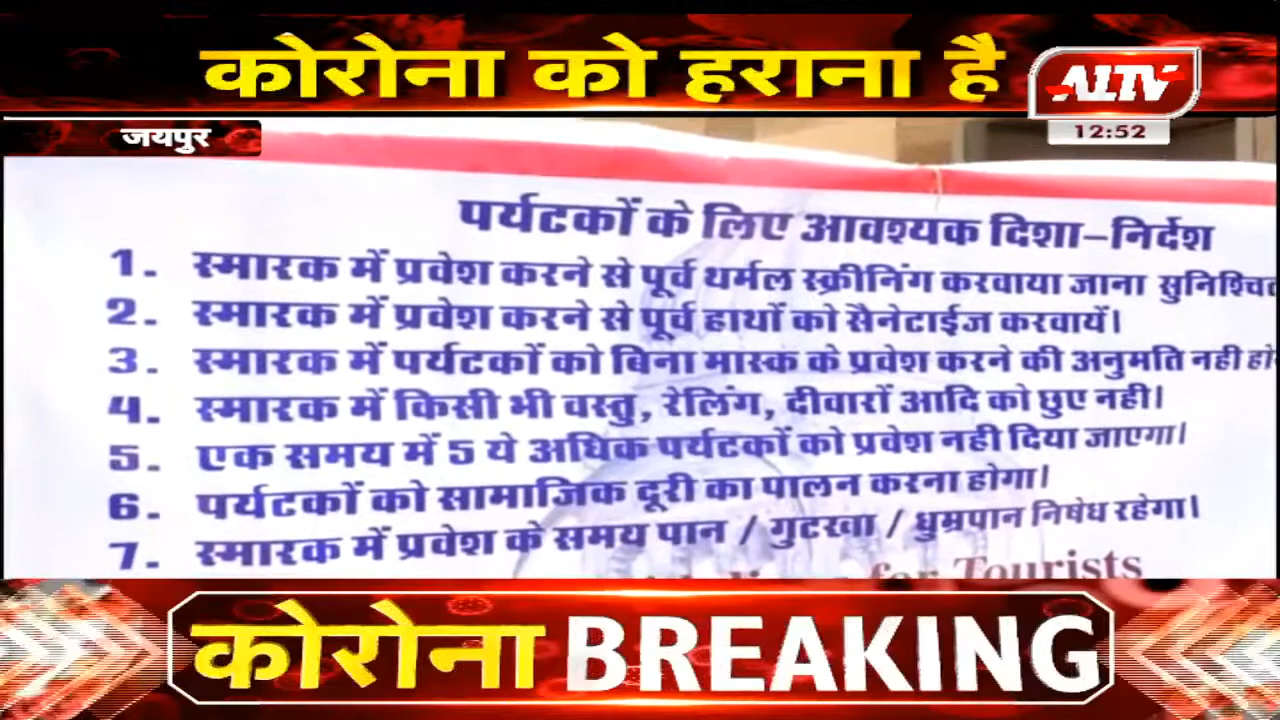 कोरोना को हराना है
ALTV
12:52
जयपुर
पर्यटकों के लिए आवश्यक दिशा-निर्देश
1. स्मारक में प्रवेश करने से पूर्व थर्मल स्क्रीनिंग करवाया जाना
2. स्मारक में प्रवेश करने से पूर्व हाथों को सैनेटाईज करवायें।
3. स्मारक में पर्यटकों को बिना मास्क के प्रवेश करने की अनुमति नही
4. स्मारक में किसी भी वस्तु, रेलिंग, दीवारों आदि को छुए नही।
5. एक समय में 5 ये अधिक पर्यटकों को प्रवेश नही दिया जाएगा।
6. पर्यटकों को सामाजिक दूरी का पालन करना होगा।
7. स्मारक में प्रवेश के समय पान / गुटखा / धुम्रपान निषेध रहेगा।
for Tourists
कोरोना BREAKING